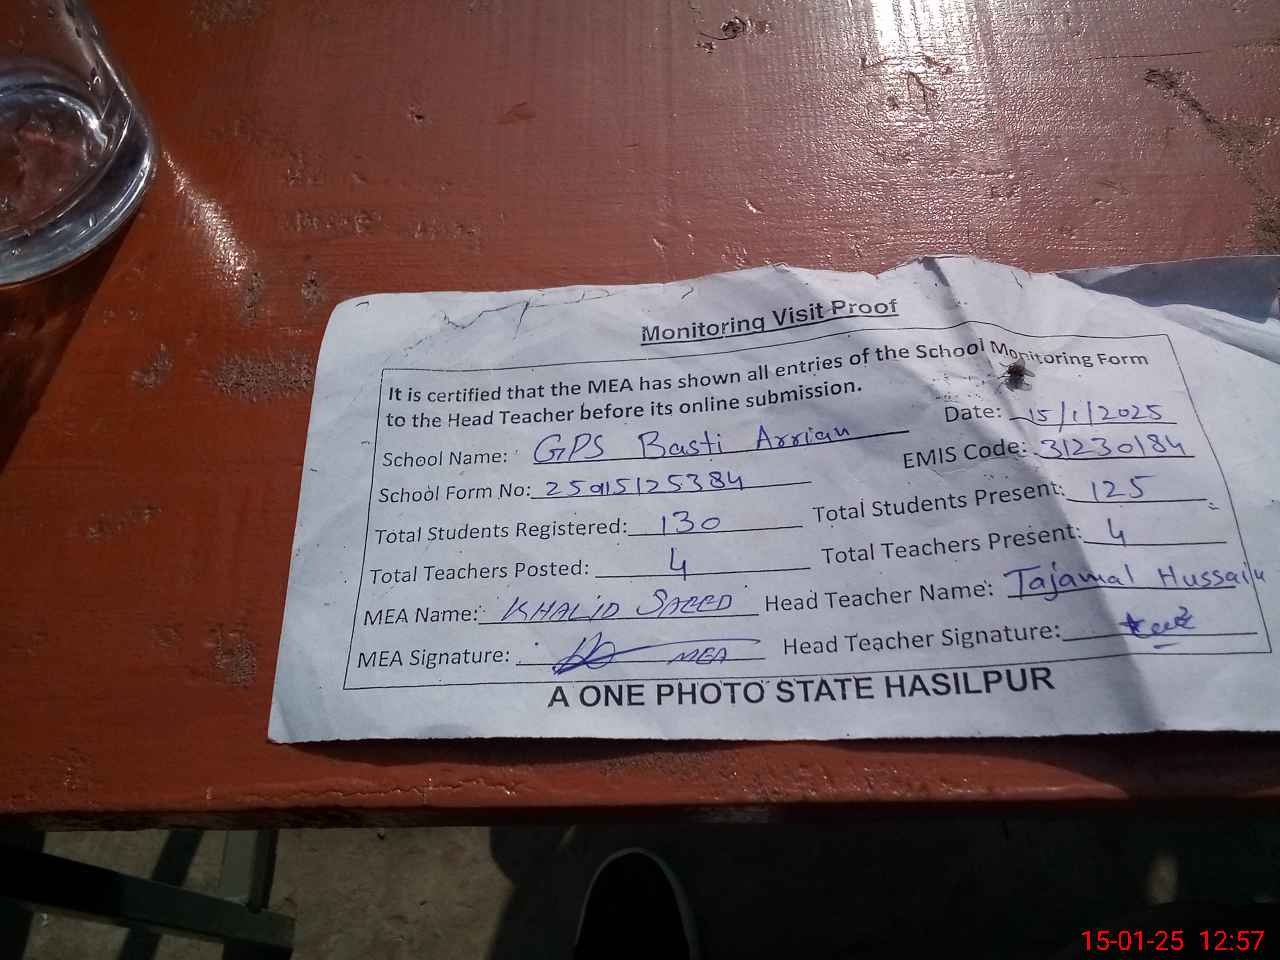 Monitoring Visit Proof
It is certified that the MEA has shown all entries of the School Monitoring Form
to the Head Teacher before its online submission.
Date: 15/1/2025
School Name: GPS Basti Arrian
EMIS Code: 31230184
School Form No: 25015125384
Total Students Registered: 130 Total Students Present: 125
Total Teachers Posted: 4 Total Teachers Present: 4
MEA Name: KHALID SAEED Head Teacher Name: Tajamal Hussain
MEA Signature: MEA Head Teacher Signature:
A ONE PHOTO STATE HASILPUR
15-01-25 12:57